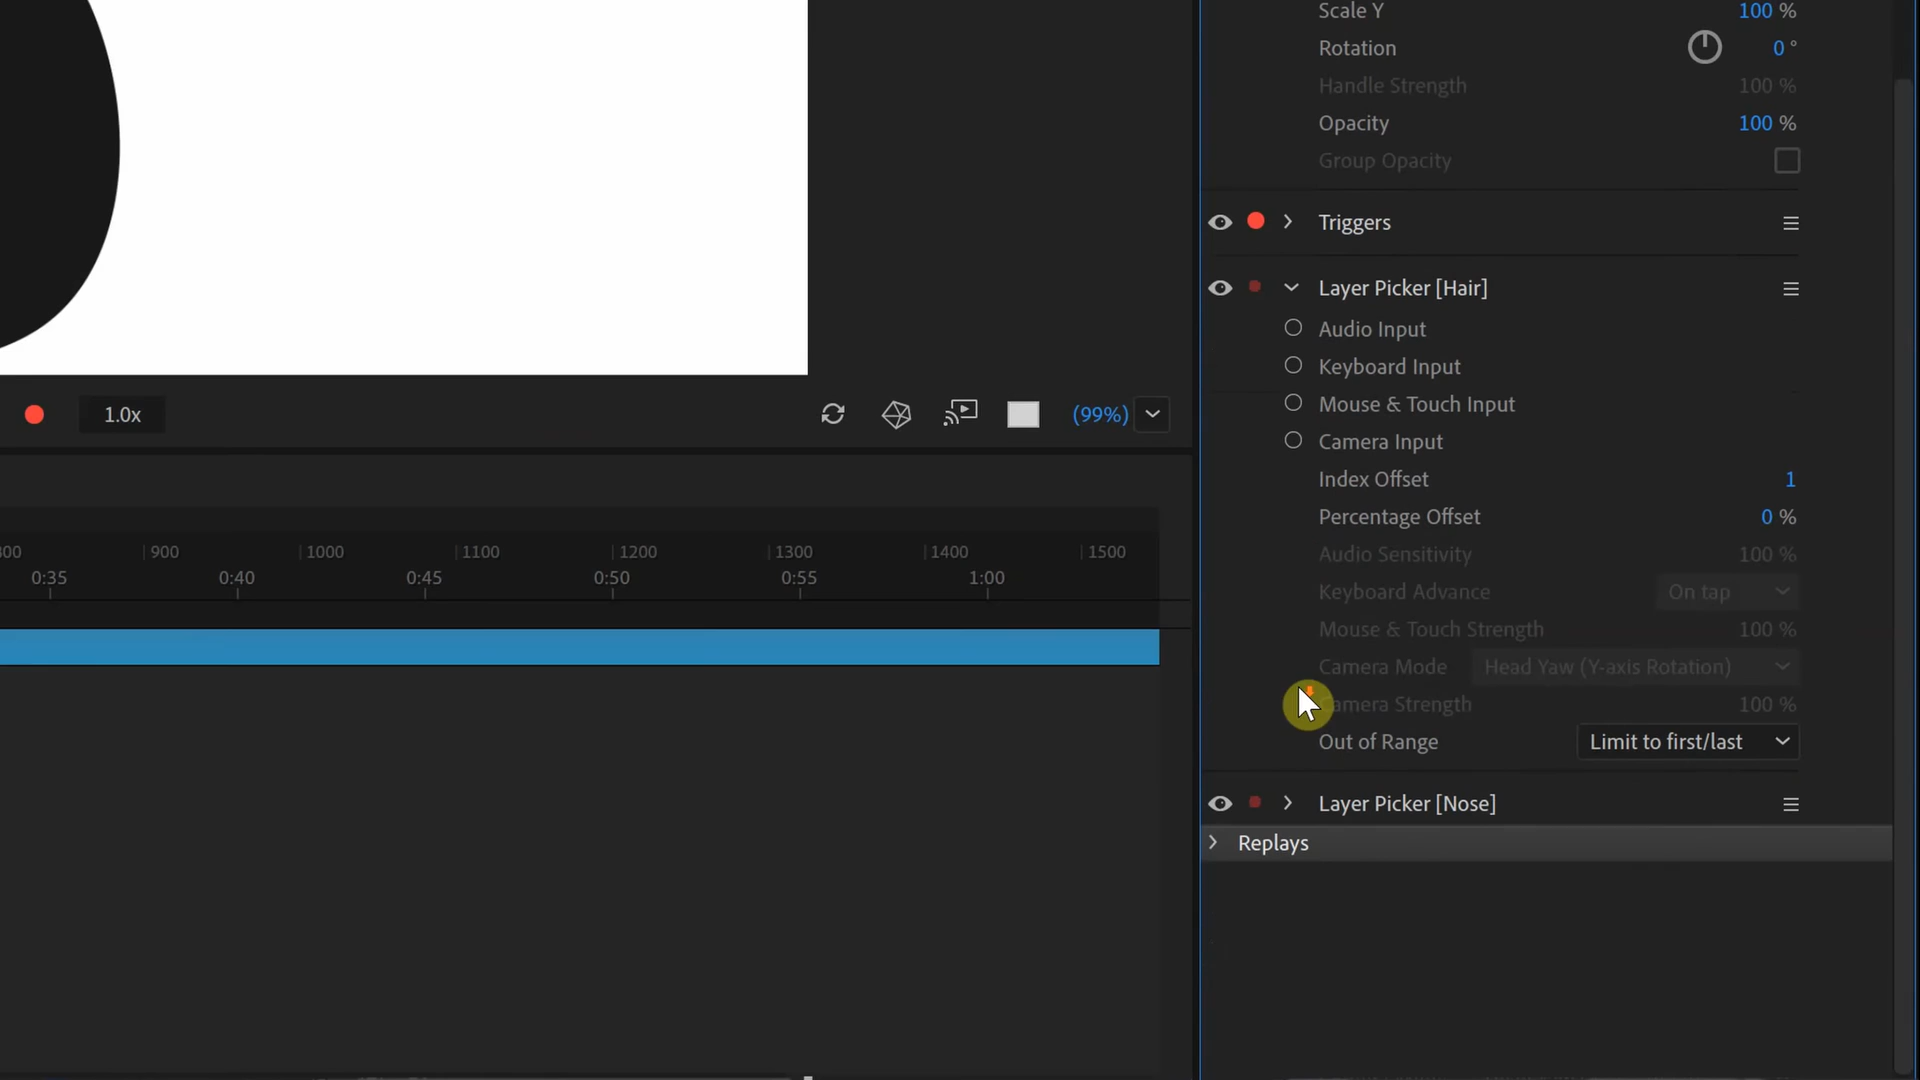 Scale Y 100 %
Rotation 0 °
Handle Strength 100 %
Opacity 100 %
Group Opacity
Triggers
Layer Picker [Hair]
Audio Input
Keyboard Input
Mouse & Touch Input
Camera Input
Index Offset 1
Percentage Offset 0 %
Audio Sensitivity 100 %
Keyboard Advance On tap
Mouse & Touch Strength 100 %
Camera Mode Head Yaw (Y-axis Rotation)
Camera Strength 100 %
Out of Range Limit to first/last
Layer Picker [Nose]
Replays
1.0x (99%)
900 1000 1100 1200 1300 1400 1500
0:35 0:40 0:45 0:50 0:55 1:00